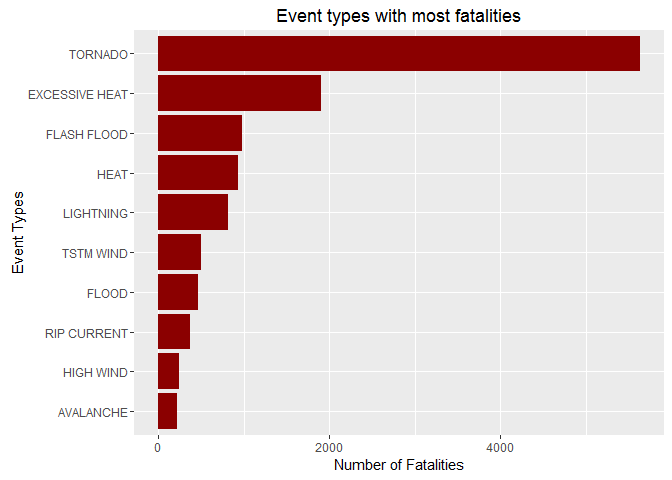 Event types with most fatalities
TORNADO
EXCESSIVE HEAT
FLASH FLOOD
HEAT
LIGHTNING
TSTM WIND
FLOOD
RIP CURRENT
HIGH WIND
AVALANCHE
Event Types
0 2000 4000
Number of Fatalities